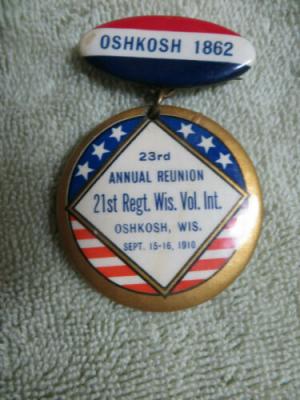 OSHKOSH 1862
23rd
ANNUAL REUNION
21st Regt. Wis. Vol. Int.
OSHKOSH, WIS.
SEPT. 15-16, 1910